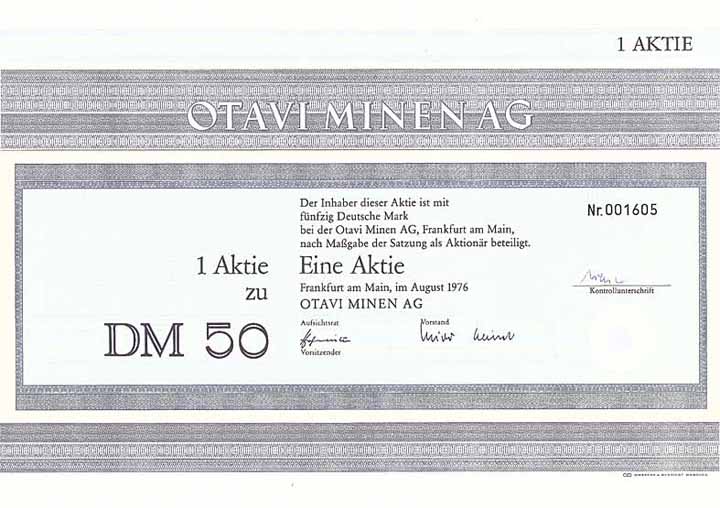 1 AKTIE
OTAVI MINEN AG
Der Inhaber dieser Aktie ist mit
fünfzig Deutsche Mark
bei der Otavi Minen AG, Frankfurt am Main,
nach Maßgabe der Satzung als Aktionär beteiligt.
Nr.001605
1 Aktie
zu
DM 50
Eine Aktie
Frankfurt am Main, im August 1976
OTAVI MINEN AG
Kontrollunterschrift
Aufsichtsrat
Vorsitzender
Vorstand